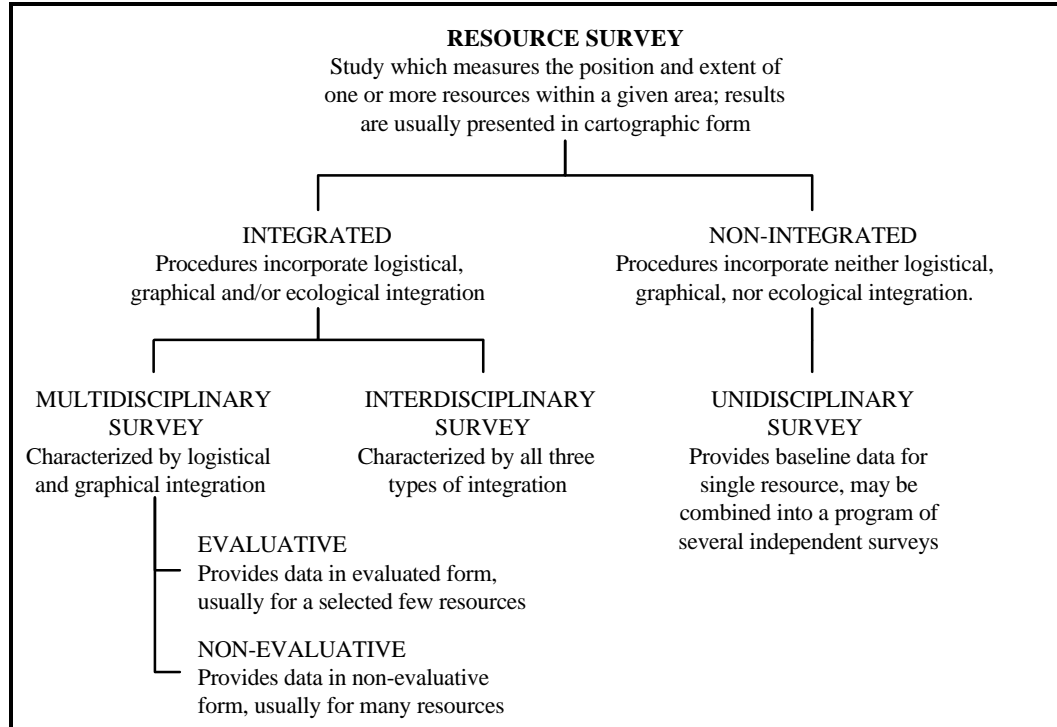 RESOURCE SURVEY
Study which measures the position and extent of
one or more resources within a given area; results
are usually presented in cartographic form
INTEGRATED
Procedures incorporate logistical,
graphical and/or ecological integration
NON-INTEGRATED
Procedures incorporate neither logistical,
graphical, nor ecological integration.
MULTIDISCIPLINARY
SURVEY
Characterized by logistical
and graphical integration
INTERDISCIPLINARY
SURVEY
Characterized by all three
types of integration
UNIDISCIPLINARY
SURVEY
Provides baseline data for
single resource, may be
combined into a program of
several independent surveys
EVALUATIVE
Provides data in evaluated form,
usually for a selected few resources
NON-EVALUATIVE
Provides data in non-evaluative
form, usually for many resources